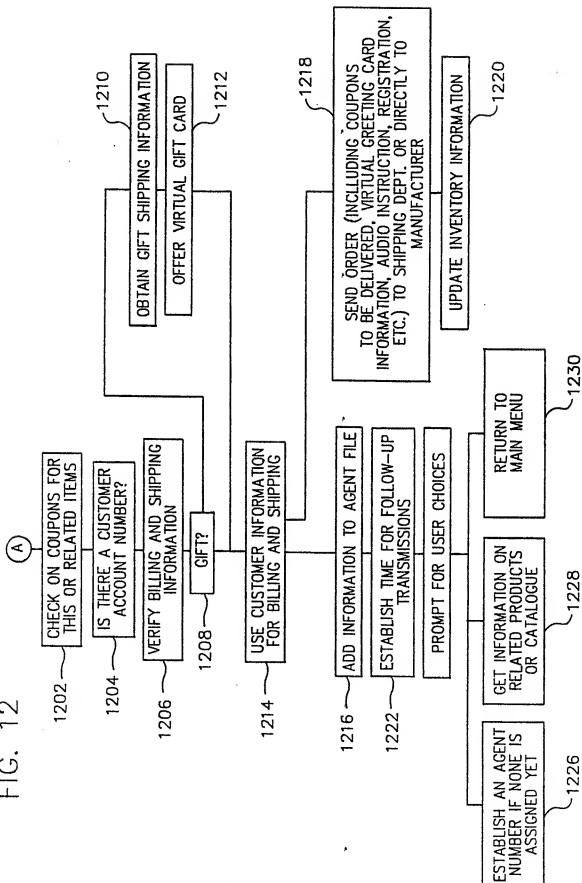 FIG. 12
A
CHECK ON COUPONS FOR
THIS OR RELATED ITEMS
1202
IS THERE A CUSTOMER
ACCOUNT NUMBER?
1204
VERIFY BILLING AND SHIPPING
INFORMATION
1206
GIFT?
1208
OBTAIN GIFT SHIPPING INFORMATION
1210
OFFER VIRTUAL GIFT CARD
1212
USE CUSTOMER INFORMATION
FOR BILLING AND SHIPPING
1214
ADD INFORMATION TO AGENT FILE
1216
SEND ORDER (INCLUDING COUPONS
TO BE DELIVERED, VIRTUAL GREETING CARD
INFORMATION, AUDIO INSTRUCTION, REGISTRATION,
ETC.) TO SHIPPING DEPT. OR DIRECTLY TO
MANUFACTURER
1218
UPDATE INVENTORY INFORMATION
1220
ESTABLISH TIME FOR FOLLOW-UP
TRANSMISSIONS
1222
PROMPT FOR USER CHOICES
ESTABLISH AN AGENT
NUMBER IF NONE IS
ASSIGNED YET
1226
GET INFORMATION ON
RELATED PRODUCTS
OR CATALOGUE
1228
RETURN TO
MAIN MENU
1230